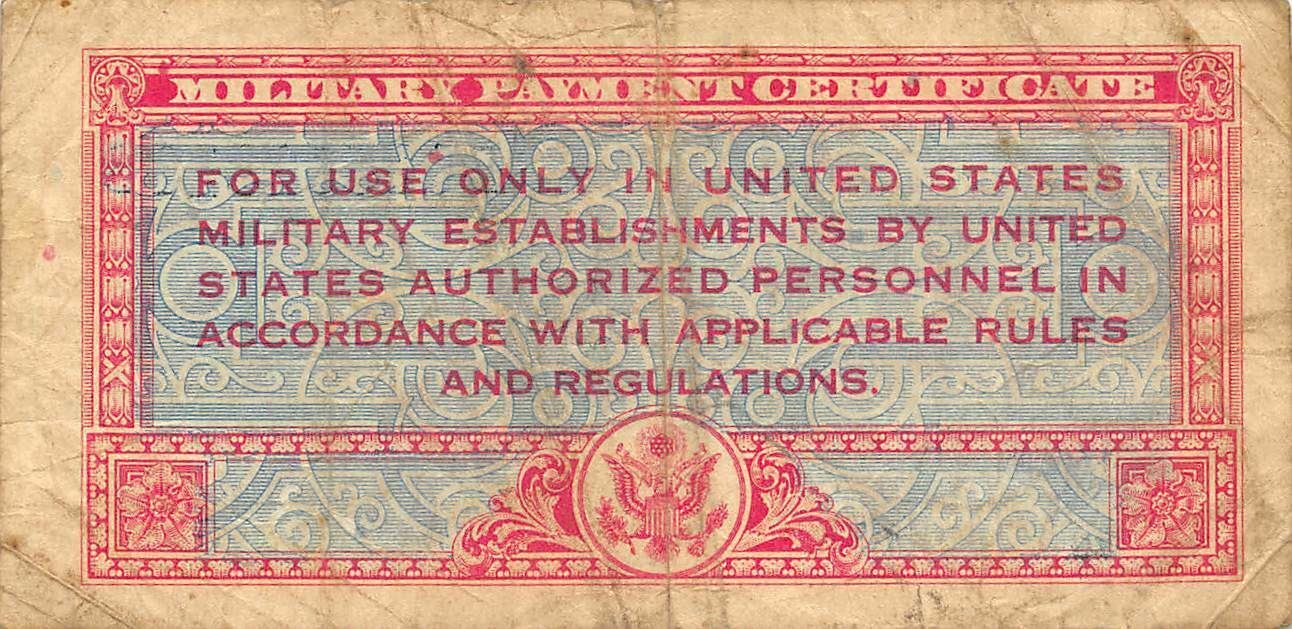 MILITARY PAYMENT CERTIFICATE
FOR USE ONLY IN UNITED STATES
MILITARY ESTABLISHMENTS BY UNITED
STATES AUTHORIZED PERSONNEL IN
ACCORDANCE WITH APPLICABLE RULES
AND REGULATIONS.